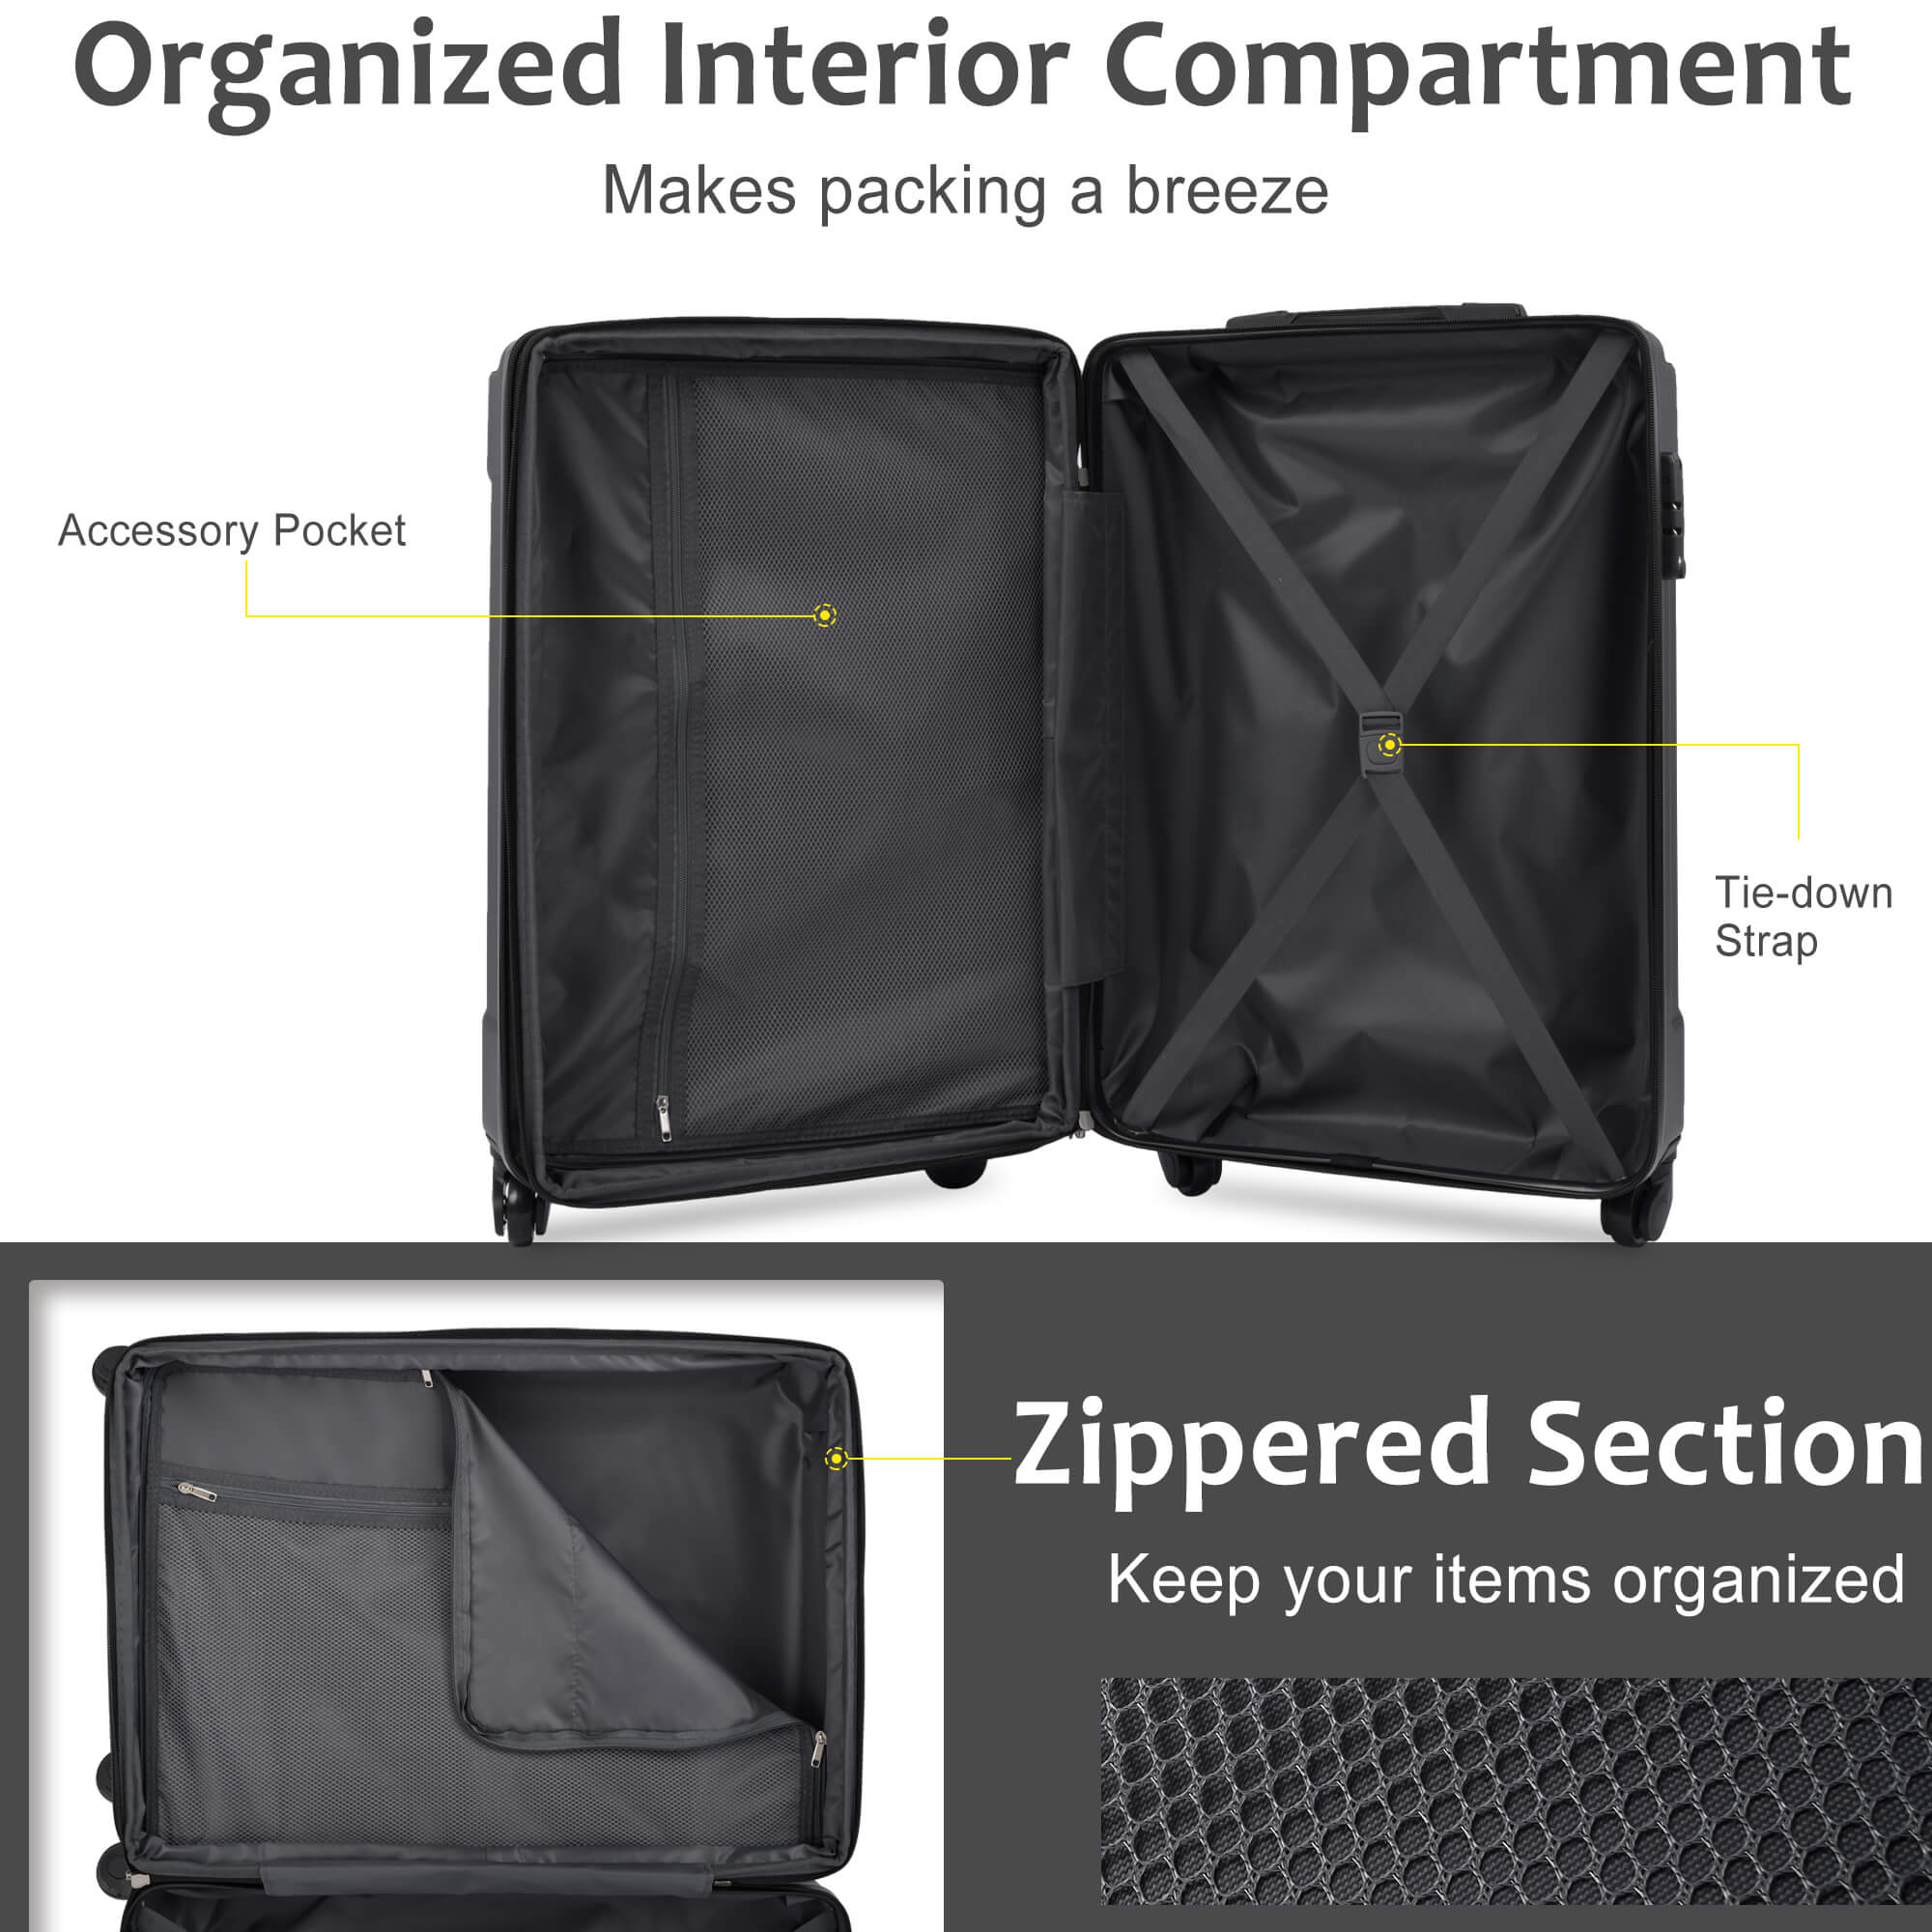 Organized Interior Compartment
Makes packing a breeze
Accessory Pocket
Tie-down
Strap
Zippered Section
Keep your items organized